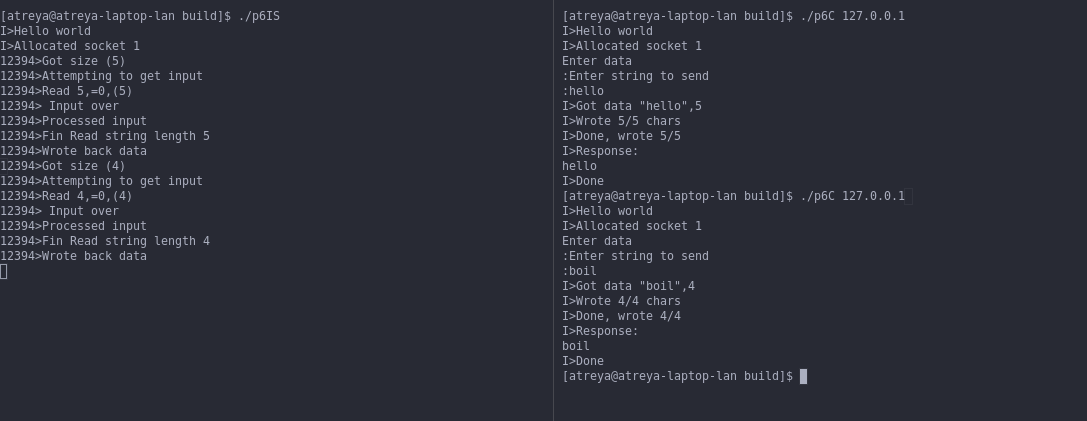 [atreya@atreya-laptop-lan build]$ ./p6IS
I>Hello world
I>Allocated socket 1
12394>Got size (5)
12394>Attempting to get input
12394>Read 5,=0,(5)
12394> Input over
12394>Processed input
12394>Fin Read string length 5
12394>Wrote back data
12394>Got size (4)
12394>Attempting to get input
12394>Read 4,=0,(4)
12394> Input over
12394>Processed input
12394>Fin Read string length 4
12394>Wrote back data
[atreya@atreya-laptop-lan build]$ ./p6C 127.0.0.1
I>Hello world
I>Allocated socket 1
Enter data
:Enter string to send
:hello
I>Got data "hello",5
I>Wrote 5/5 chars
I>Done, wrote 5/5
I>Response:
hello
I>Done
[atreya@atreya-laptop-lan build]$ ./p6C 127.0.0.1
I>Hello world
I>Allocated socket 1
Enter data
:Enter string to send
:boil
I>Got data "boil",4
I>Wrote 4/4 chars
I>Done, wrote 4/4
I>Response:
boil
I>Done
[atreya@atreya-laptop-lan build]$